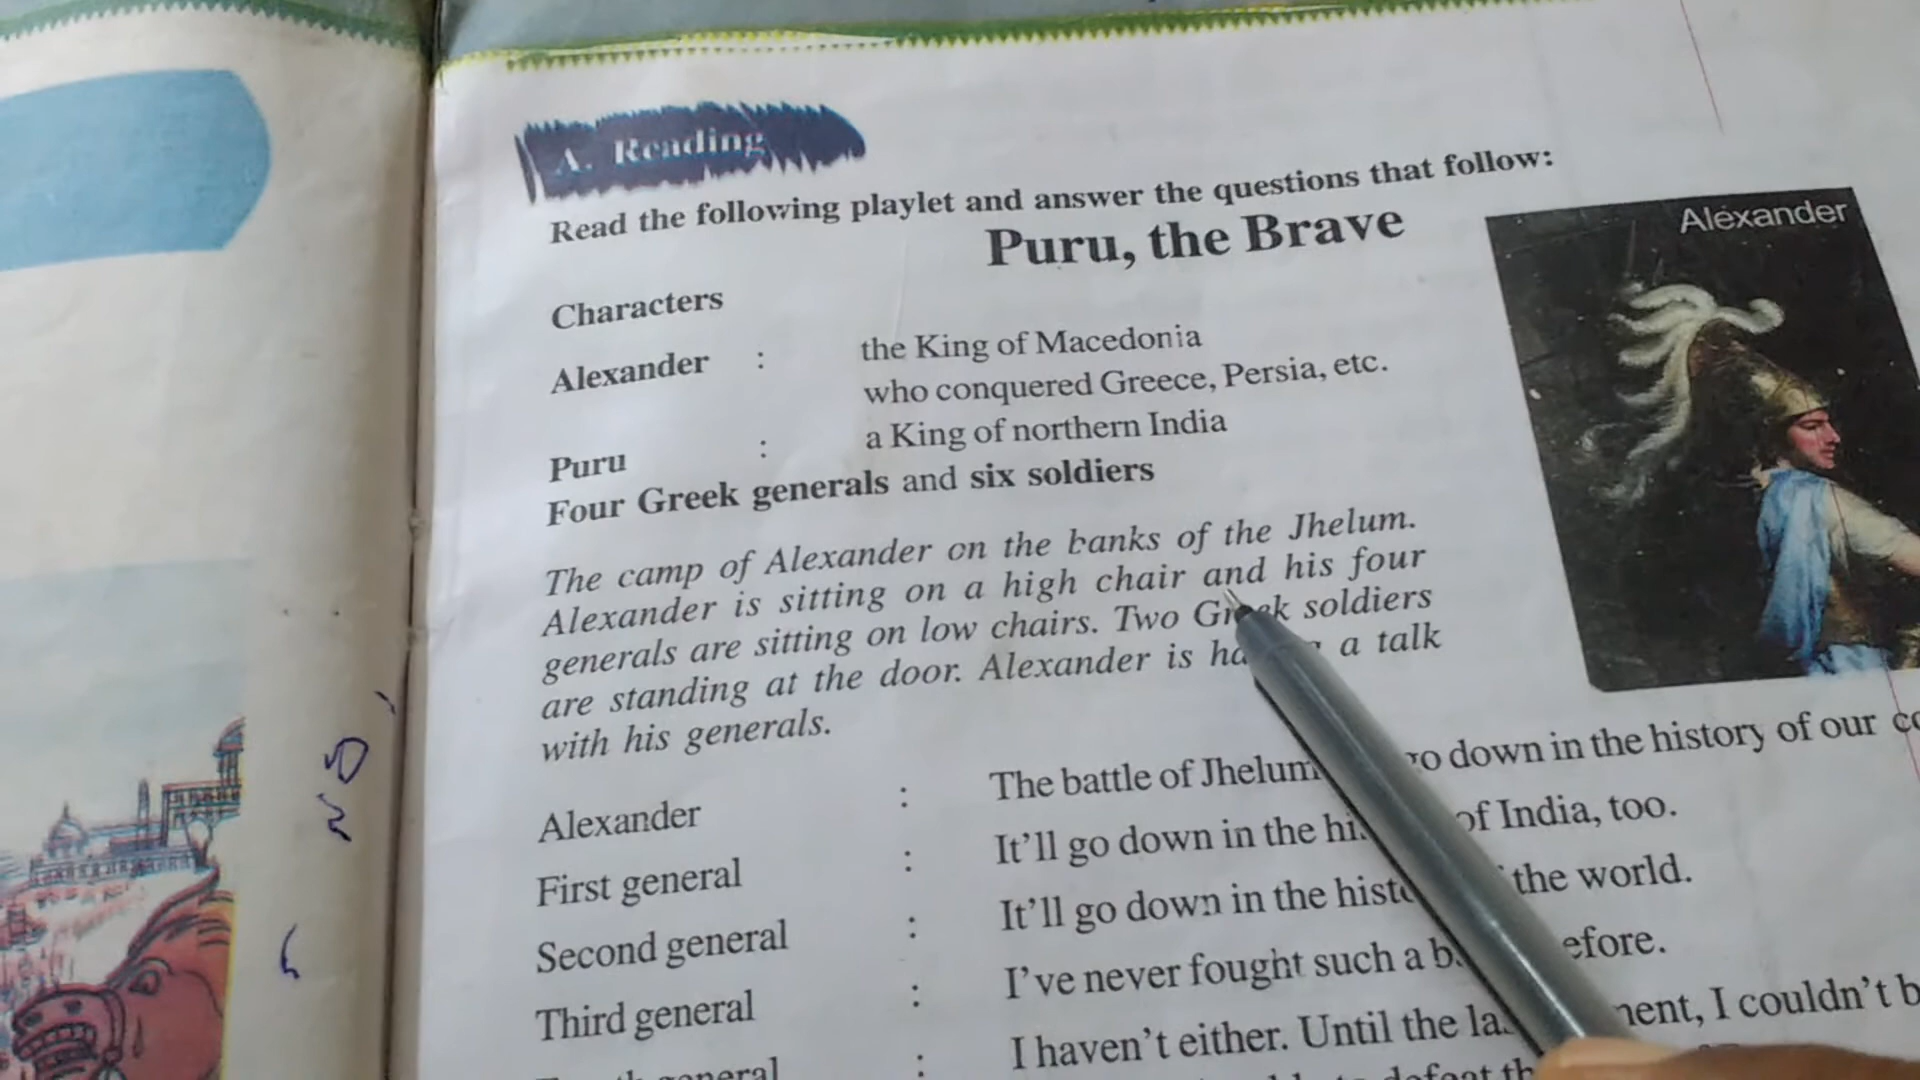 A. Reading
Read the following playlet and answer the questions that follow:
Puru, the Brave
Alexander
Characters
Alexander : the King of Macedonia
who conquered Greece, Persia, etc.
Puru : a King of northern India
Four Greek generals and six soldiers
The camp of Alexander on the banks of the Jhelum.
Alexander is sitting on a high chair and his four
generals are sitting on low chairs. Two Greek soldiers
are standing at the door. Alexander is having a talk
with his generals.
Alexander : The battle of Jhelum go down in the history of our
First general : It'll go down in the of India, too.
Second general : It'll go down in the the world.
Third general : I've never fought such a before.
general : I haven't either. Until the I couldn't
defeat